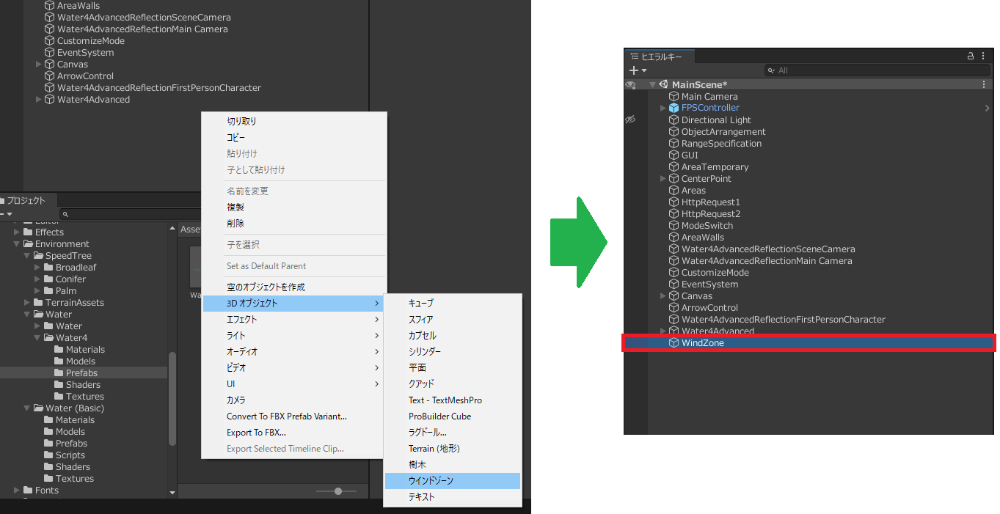 AreaWalls
Water4AdvancedReflectionSceneCamera
Water4AdvancedReflectionMain Camera
CustomizeMode
EventSystem
Canvas
ArrowControl
Water4AdvancedReflectionFirstPersonCharacter
Water4Advanced
プロジェクト
Editor
Effects
Environment
SpeedTree
Broadleaf
Conifer
Palm
TerrainAssets
Water
Water
Water4
Materials
Models
Prefabs
Shaders
Textures
Water (Basic)
Materials
Models
Prefabs
Scripts
Shaders
Textures
Fonts
Asse
Wa
切り取り
コピー
貼り付け
子として貼り付け
名前を変更
複製
削除
子を選択
Set as Default Parent
空のオブジェクトを作成
3D オブジェクト
エフェクト
ライト
オーディオ
ビデオ
UI
カメラ
Convert To FBX Prefab Variant...
Export To FBX...
Export Selected Timeline Clip...
キューブ
スフィア
カプセル
シリンダー
平面
クアッド
Text - TextMeshPro
ProBuilder Cube
ラグドール...
Terrain (地形)
樹木
ウインドゾーン
テキスト
ヒエラルキー
All
MainScene*
Main Camera
FPSController
Directional Light
ObjectArrangement
RangeSpecification
GUI
AreaTemporary
CenterPoint
Areas
HttpRequest1
HttpRequest2
ModeSwitch
AreaWalls
Water4AdvancedReflectionSceneCamera
Water4AdvancedReflectionMain Camera
CustomizeMode
EventSystem
Canvas
ArrowControl
Water4AdvancedReflectionFirstPersonCharacter
Water4Advanced
WindZone